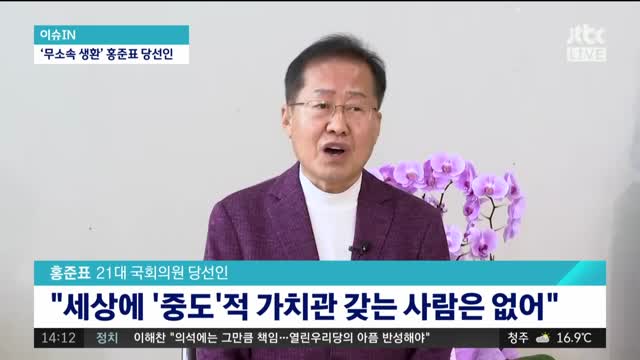 이슈IN
'무소속 생환' 홍준표 당선인
jtbc
LIVE
홍준표 21대 국회의원 당선인
"세상에 '중도'적 가치관 갖는 사람은 없어"
14:12 정치 이해찬 "의석에는 그만큼 책임…열린우리당의 아픔 반성해야" 청주 16.9℃